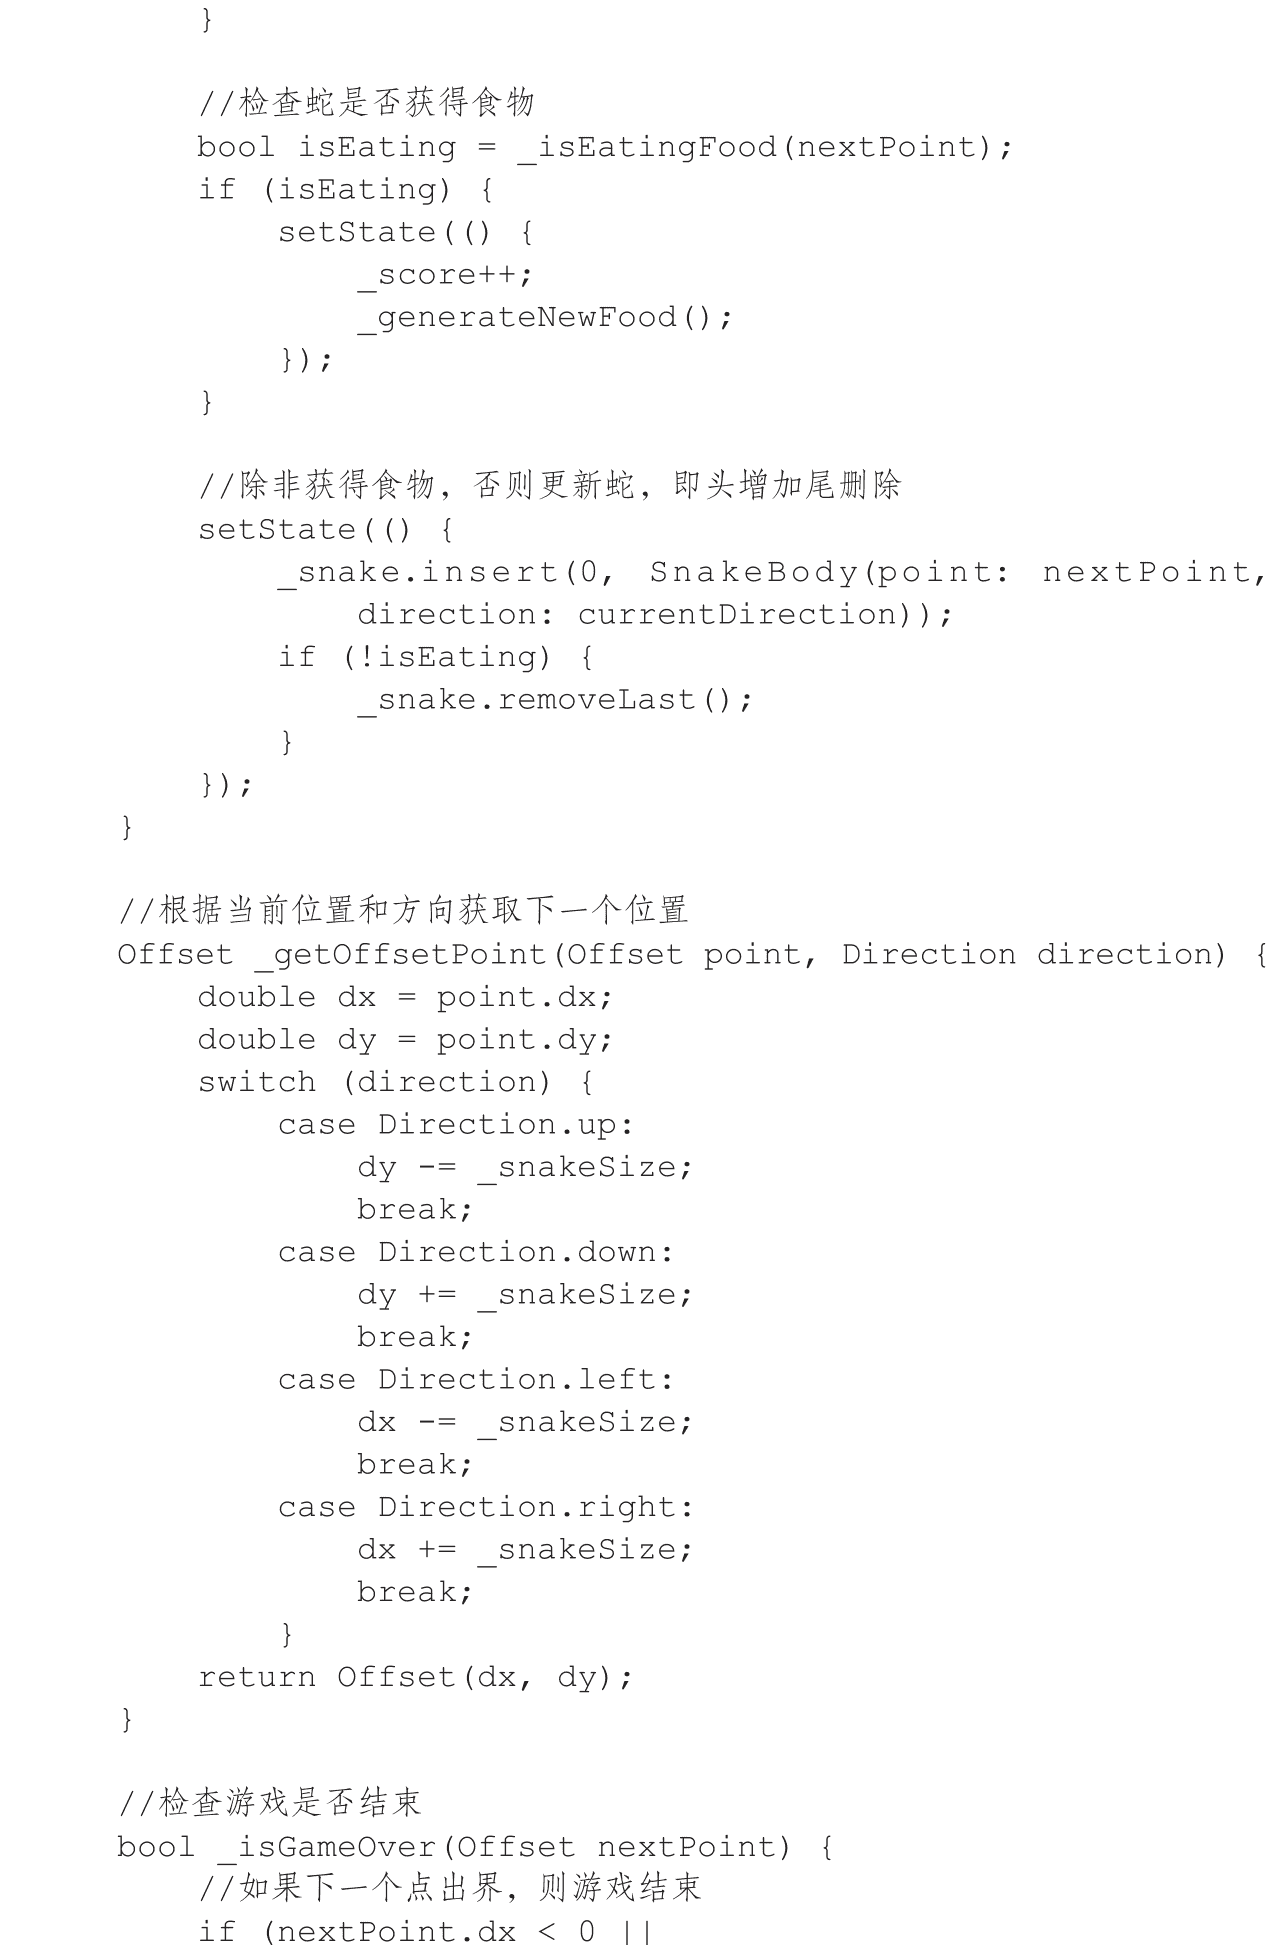 }

        //检查蛇是否获得食物
        bool isEating = _isEatingFood(nextPoint);
        if (isEating) {
            setState(() {
                _score++;
                _generateNewFood();
            });
        }

        //除非获得食物，否则更新蛇，即头增加尾删除
        setState(() {
            _snake.insert(0, SnakeBody(point: nextPoint,
                direction: currentDirection));
            if (!isEating) {
                _snake.removeLast();
            }
        });
    }

    //根据当前位置和方向获取下一个位置
    Offset _getOffsetPoint(Offset point, Direction direction) {
        double dx = point.dx;
        double dy = point.dy;
        switch (direction) {
            case Direction.up:
                dy -= _snakeSize;
                break;
            case Direction.down:
                dy += _snakeSize;
                break;
            case Direction.left:
                dx -= _snakeSize;
                break;
            case Direction.right:
                dx += _snakeSize;
                break;
            }
        return Offset(dx, dy);
    }

    //检查游戏是否结束
    bool _isGameOver(Offset nextPoint) {
        //如果下一个点出界，则游戏结束
        if (nextPoint.dx < 0 ||